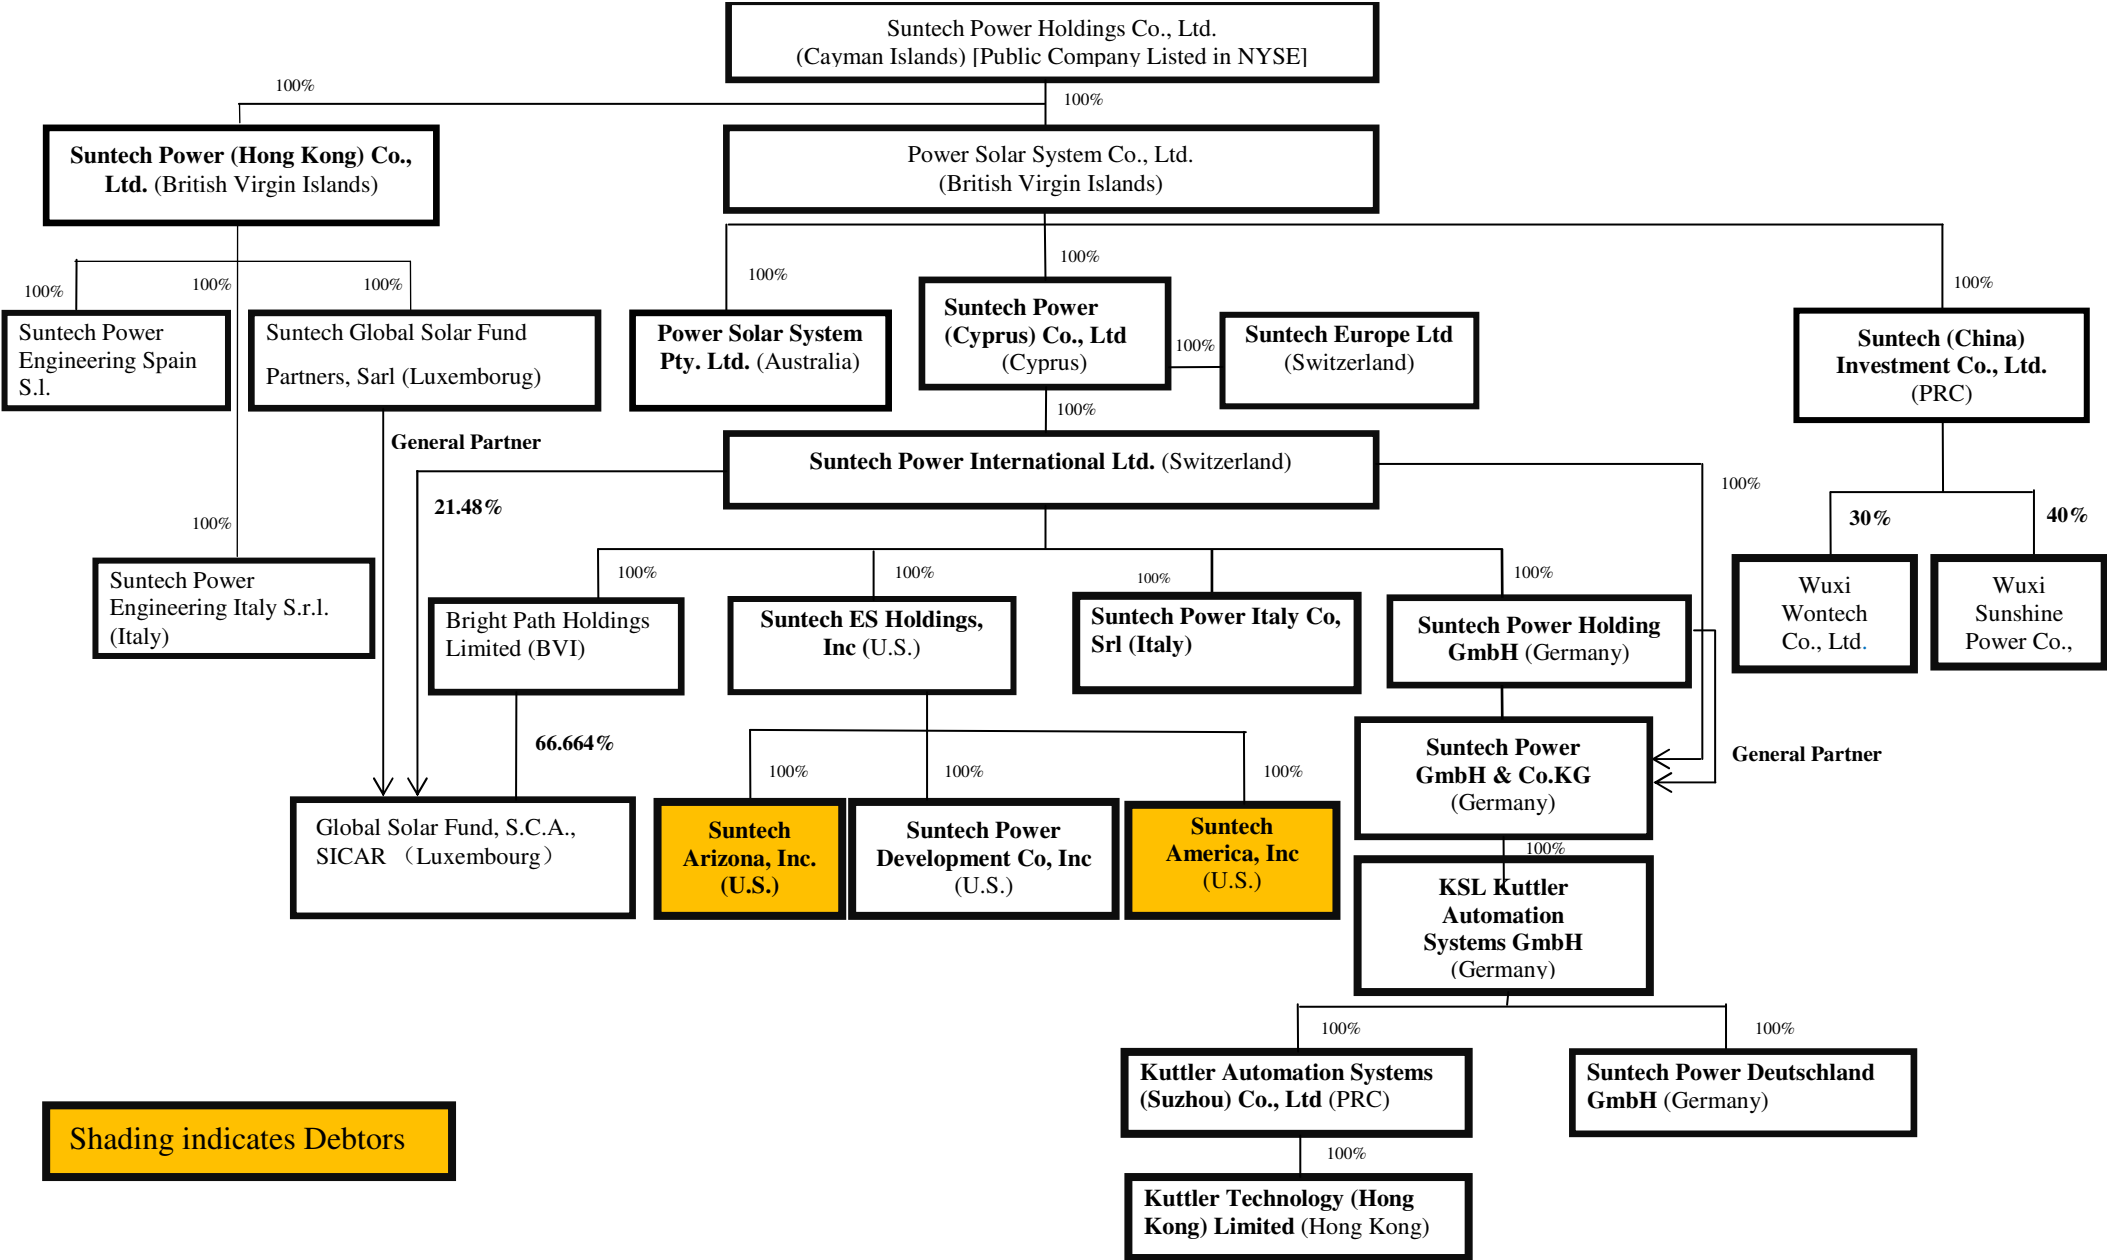 Suntech Power Holdings Co., Ltd.
(Cayman Islands) [Public Company Listed in NYSE]
100%
100%
Suntech Power (Hong Kong) Co.,
Ltd. (British Virgin Islands)
Power Solar System Co., Ltd.
(British Virgin Islands)
100%
100%
100%
100%
100%
100%
Suntech Power
Engineering Spain
S.l.
Suntech Global Solar Fund
Partners, Sarl (Luxemborug)
Power Solar System
Pty. Ltd. (Australia)
Suntech Power
(Cyprus) Co., Ltd
(Cyprus)
100%
Suntech Europe Ltd
(Switzerland)
Suntech (China)
Investment Co., Ltd.
(PRC)
100%
General Partner
Suntech Power International Ltd. (Switzerland)
100%
21.48%
30%
40%
100%
Suntech Power
Engineering Italy S.r.l.
(Italy)
100%
100%
100%
100%
Bright Path Holdings
Limited (BVI)
Suntech ES Holdings,
Inc (U.S.)
Suntech Power Italy Co,
Srl (Italy)
Suntech Power Holding
GmbH (Germany)
Wuxi
Wontech
Co., Ltd.
Wuxi
Sunshine
Power Co.,
66.664%
100%
100%
100%
Suntech Power
GmbH & Co.KG
(Germany)
General Partner
Global Solar Fund, S.C.A.,
SICAR （Luxembourg）
Suntech
Arizona, Inc.
(U.S.)
Suntech Power
Development Co, Inc
(U.S.)
Suntech
America, Inc
(U.S.)
100%
KSL Kuttler
Automation
Systems GmbH
(Germany)
100%
100%
Kuttler Automation Systems
(Suzhou) Co., Ltd (PRC)
Suntech Power Deutschland
GmbH (Germany)
Shading indicates Debtors
100%
Kuttler Technology (Hong
Kong) Limited (Hong Kong)